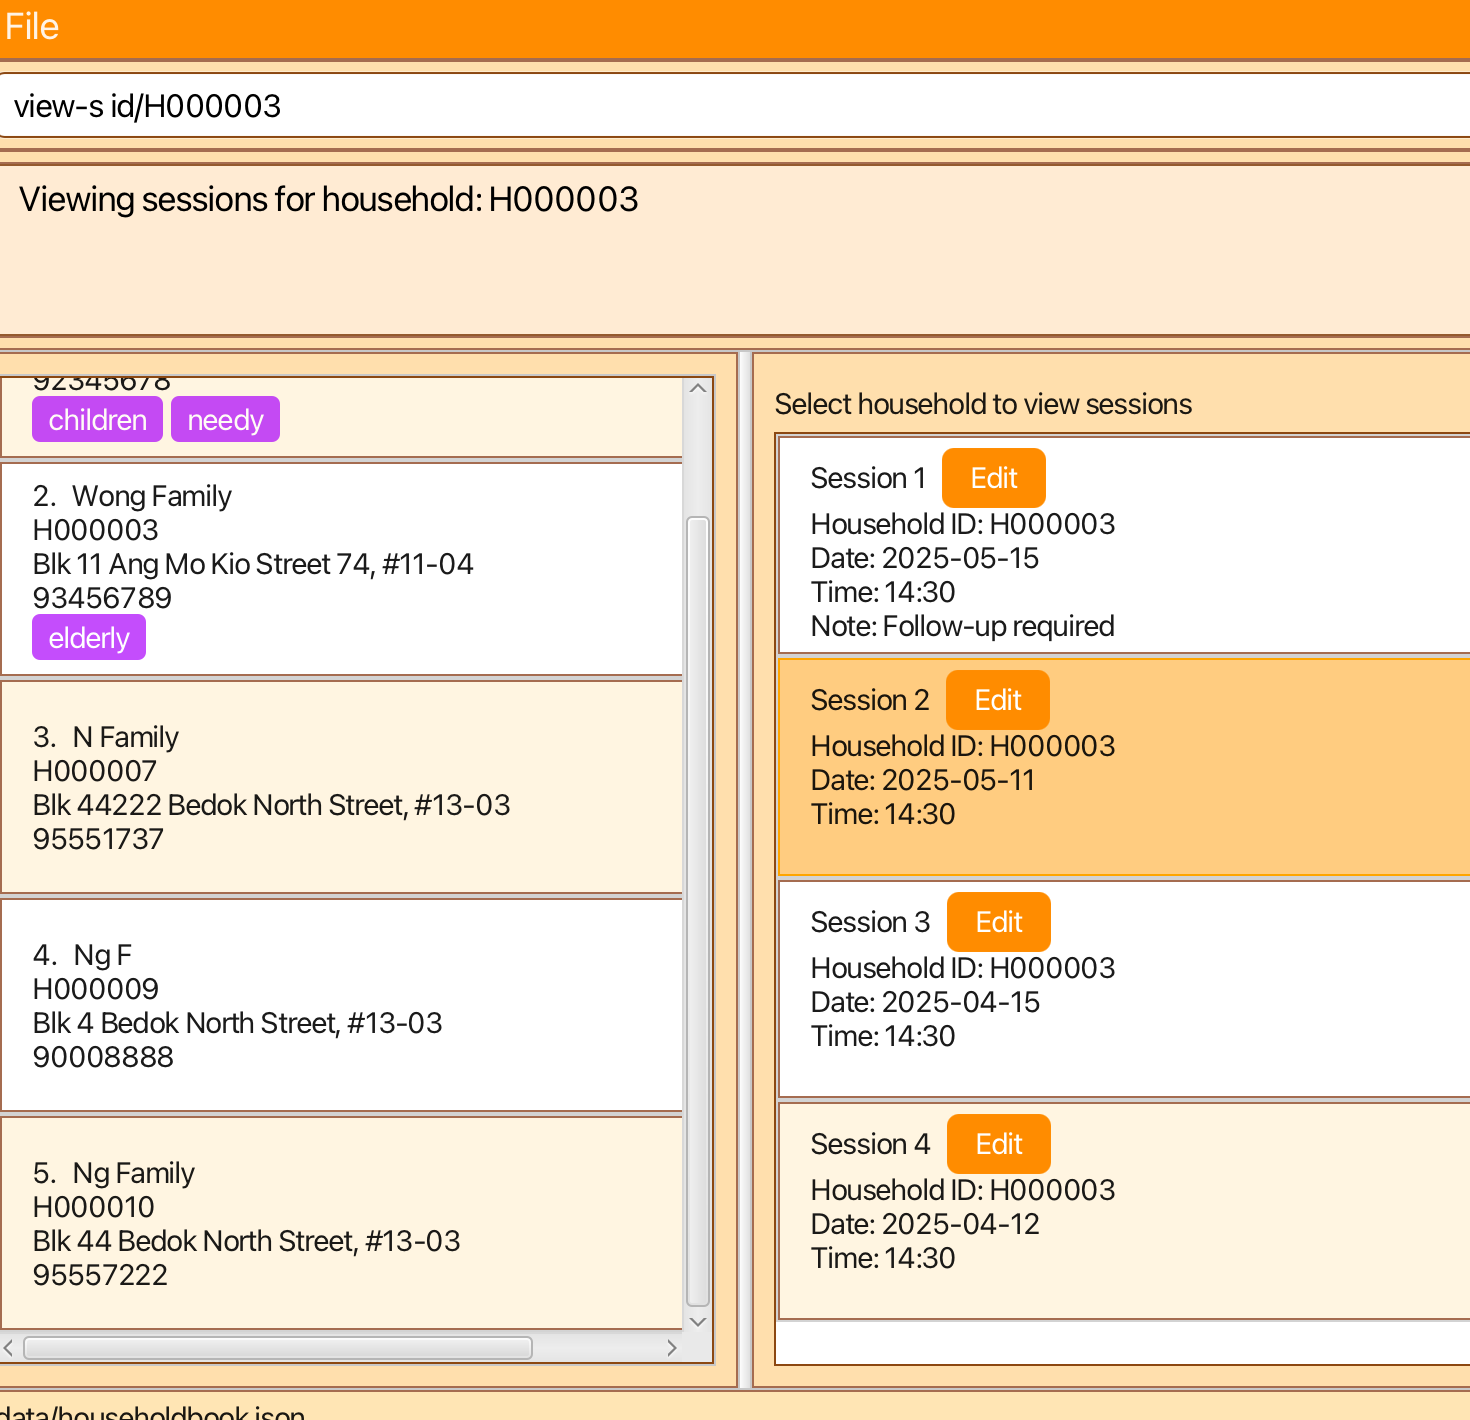 File
view-s id/H000003
Viewing sessions for household: H000003
92345678
children needy
2. Wong Family
H000003
Blk 11 Ang Mo Kio Street 74, #11-04
93456789
elderly
3. N Family
H000007
Blk 44222 Bedok North Street, #13-03
95551737
4. Ng F
H000009
Blk 4 Bedok North Street, #13-03
90008888
5. Ng Family
H000010
Blk 44 Bedok North Street, #13-03
95557222
Select household to view sessions
Session 1 Edit
Household ID: H000003
Date: 2025-05-15
Time: 14:30
Note: Follow-up required
Session 2 Edit
Household ID: H000003
Date: 2025-05-11
Time: 14:30
Session 3 Edit
Household ID: H000003
Date: 2025-04-15
Time: 14:30
Session 4 Edit
Household ID: H000003
Date: 2025-04-12
Time: 14:30
data/householdbook.json